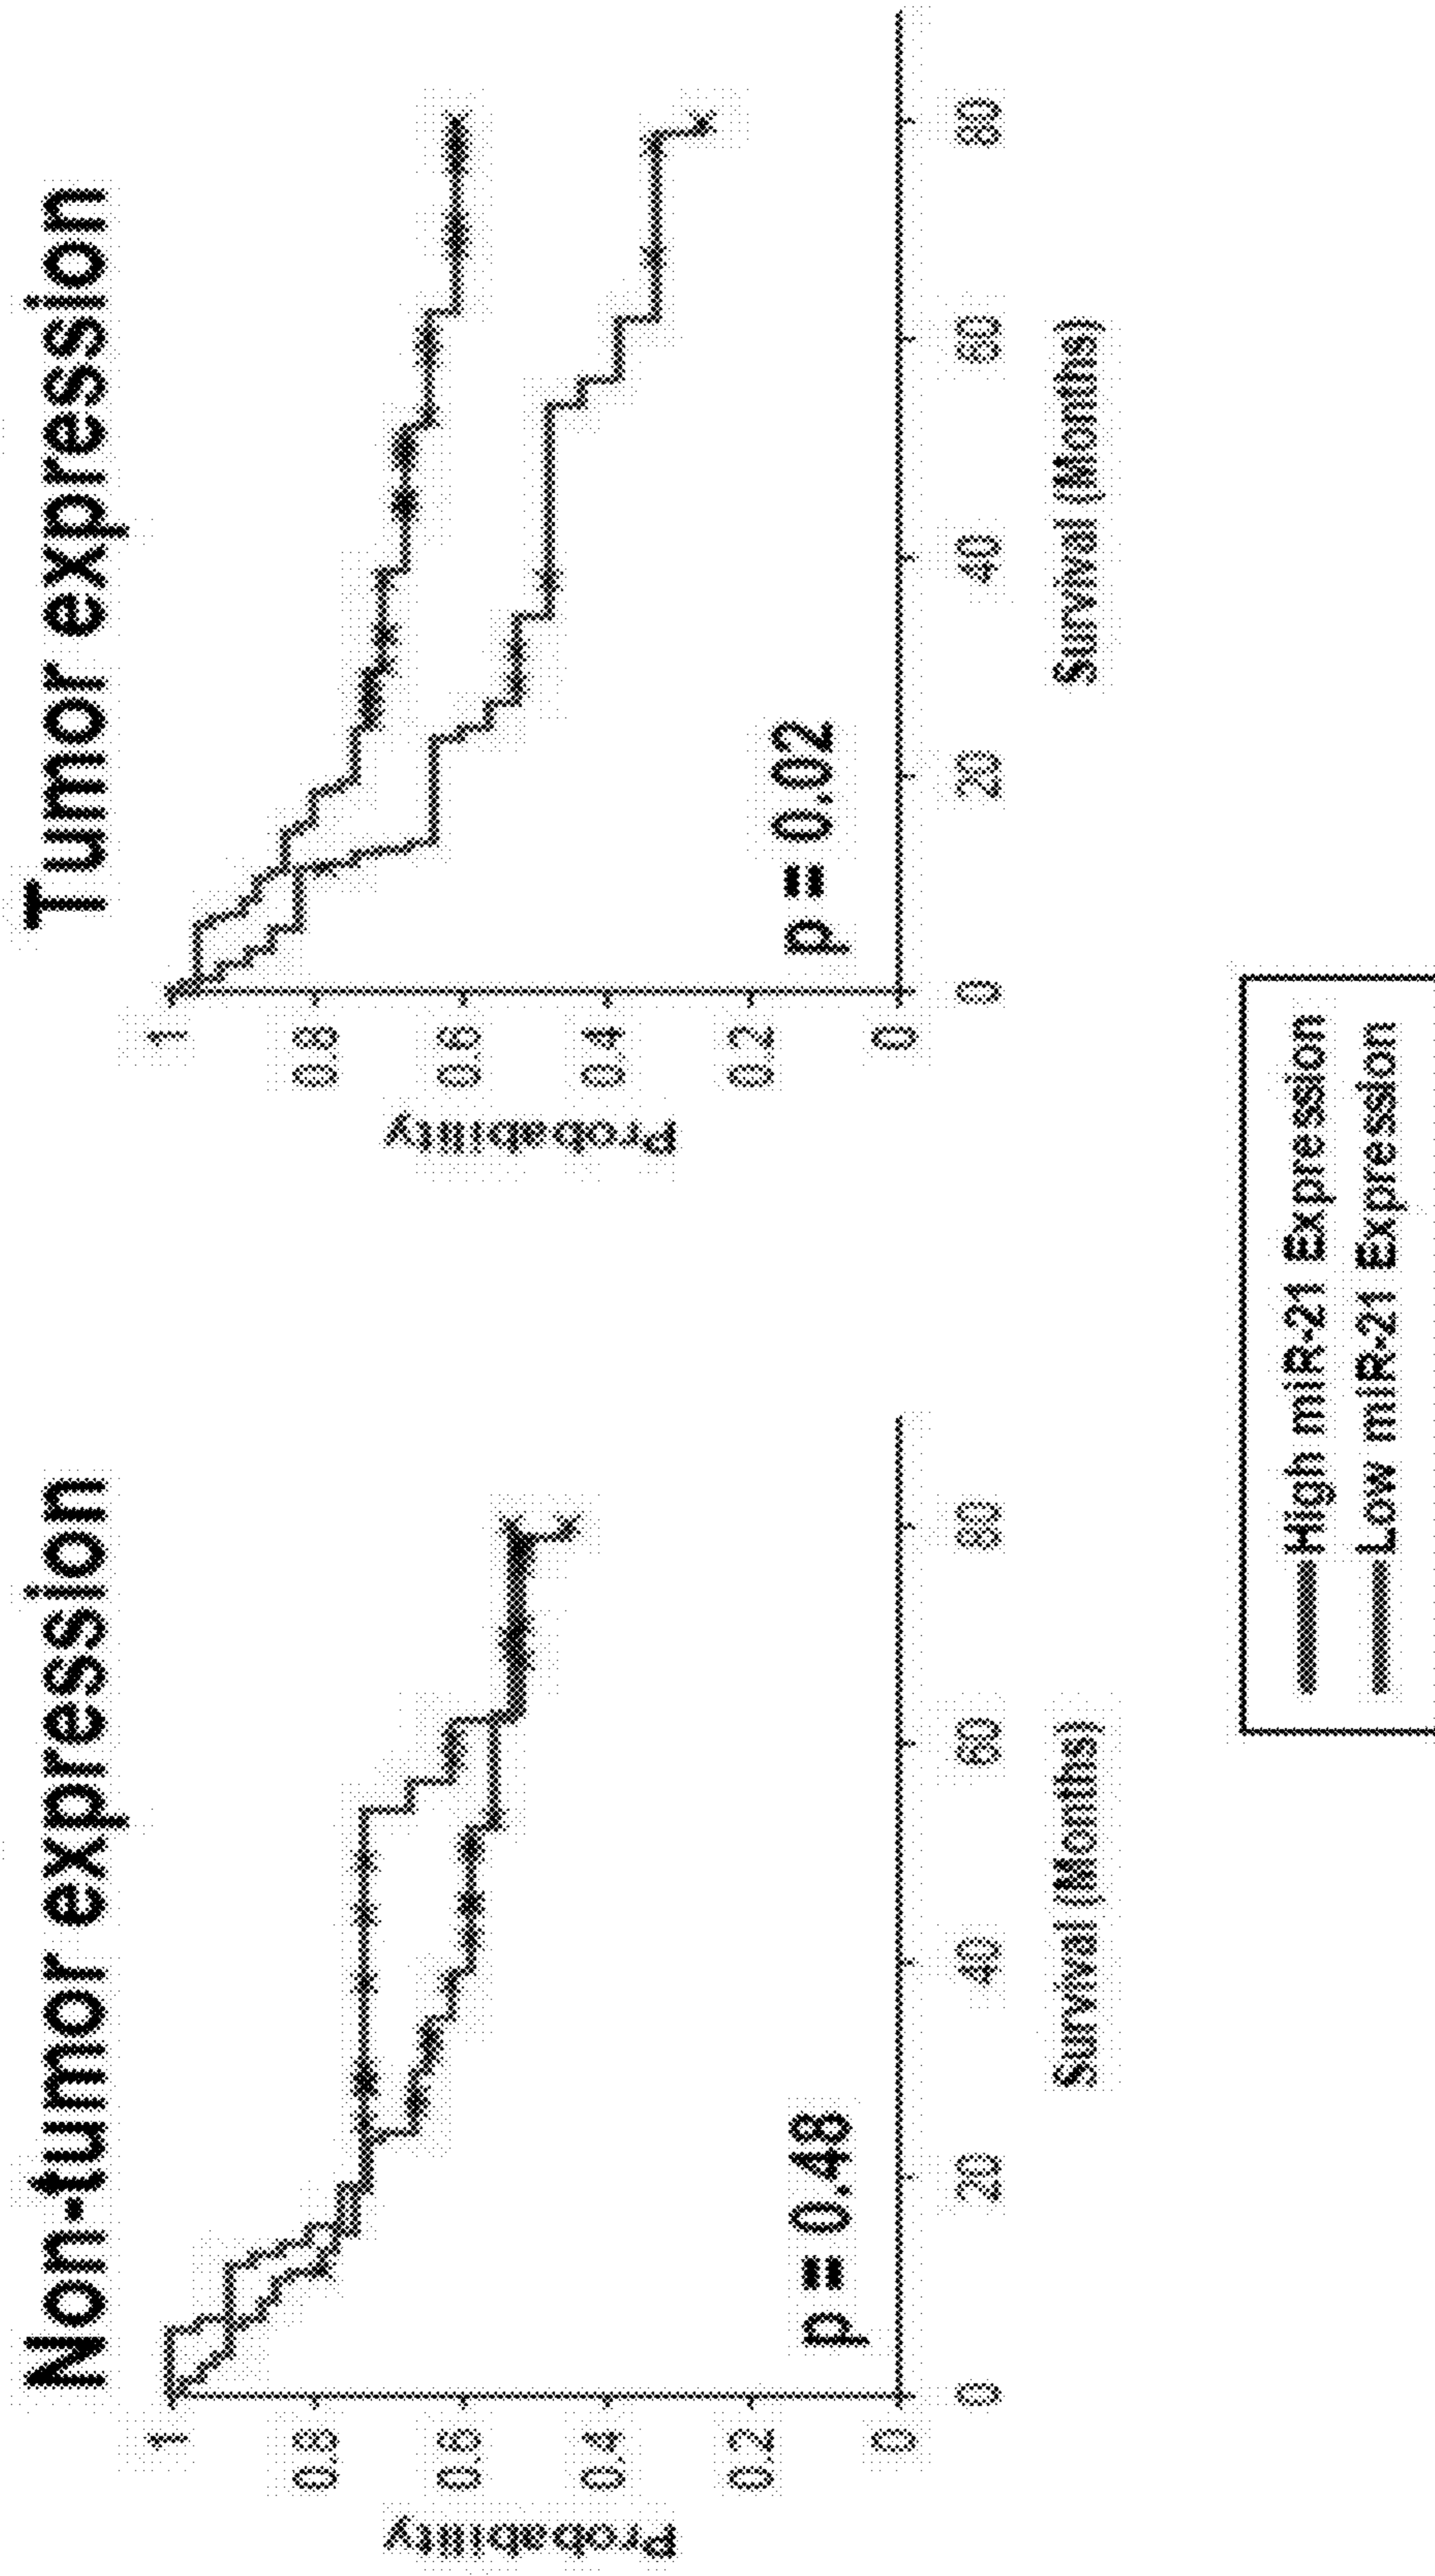 Non-tumor expression
Probability
1
0.8
0.6
0.4
0.2
0
p = 0.48
0 20 40 60 80
Survival (Months)
Tumor expression
Probability
1
0.8
0.6
0.4
0.2
0
p = 0.02
0 20 40 60 80
Survival (Months)
High miR-21 Expression
Low miR-21 Expression